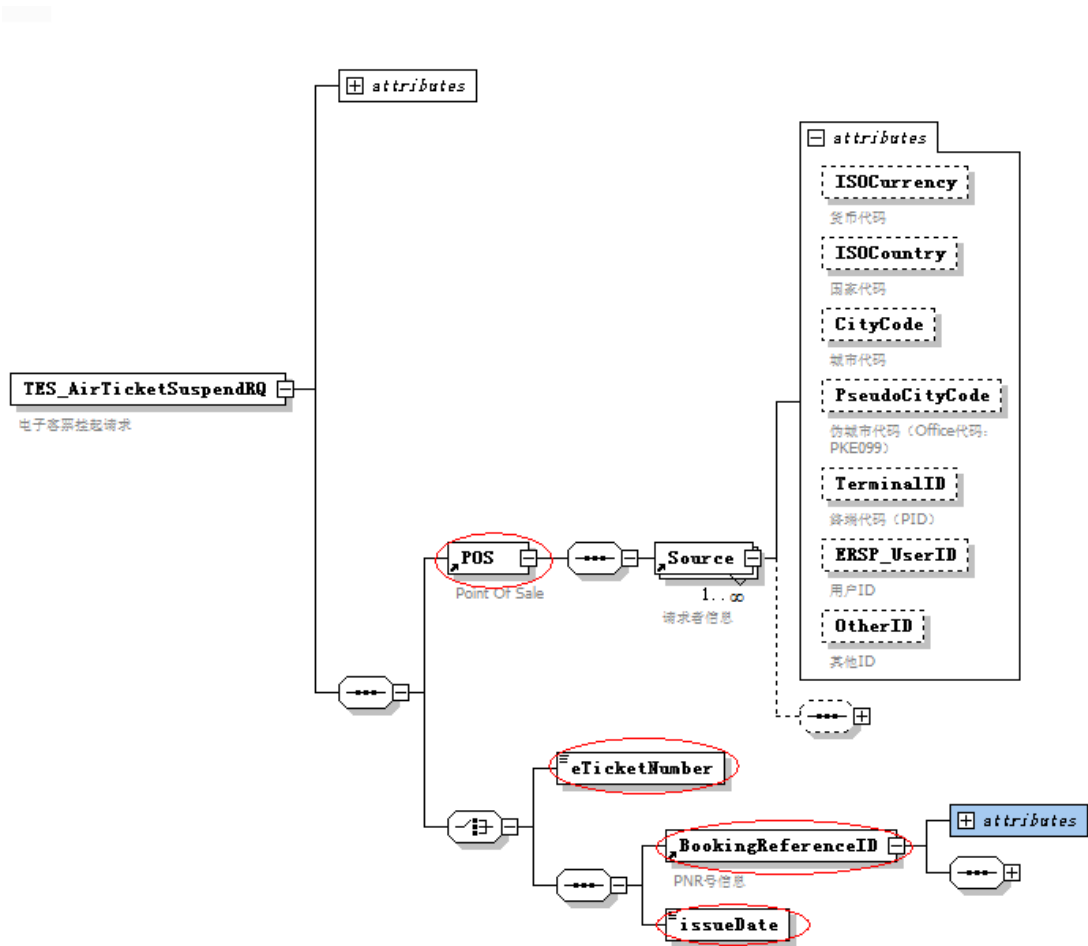 attributes
attributes
ISOCurrency
货币代码
ISOCountry
国家代码
CityCode
城市代码
TES_AirTicketSuspendRQ
电子客票挂起请求
PseudoCityCode
伪城市代码（Office代码：
PKE099）
TerminalID
终端代码（PID）
ERSP_UserID
用户ID
OtherID
其他ID
POS
Point Of Sale
Source
1..∞
请求者信息
eTicketNumber
BookingReferenceID
PNR号信息
attributes
issueDate